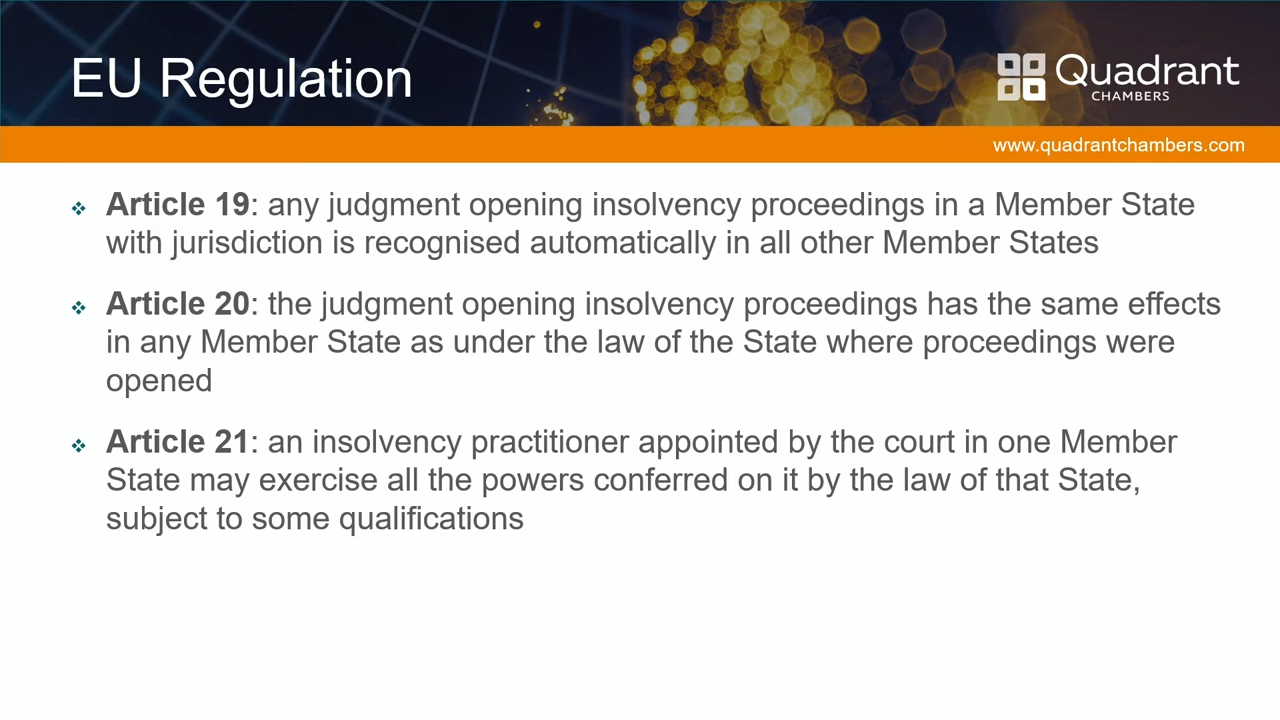 EU Regulation
Quadrant
CHAMBERS
www.quadrantchambers.com
Article 19: any judgment opening insolvency proceedings in a Member State
with jurisdiction is recognised automatically in all other Member States
Article 20: the judgment opening insolvency proceedings has the same effects
in any Member State as under the law of the State where proceedings were
opened
Article 21: an insolvency practitioner appointed by the court in one Member
State may exercise all the powers conferred on it by the law of that State,
subject to some qualifications